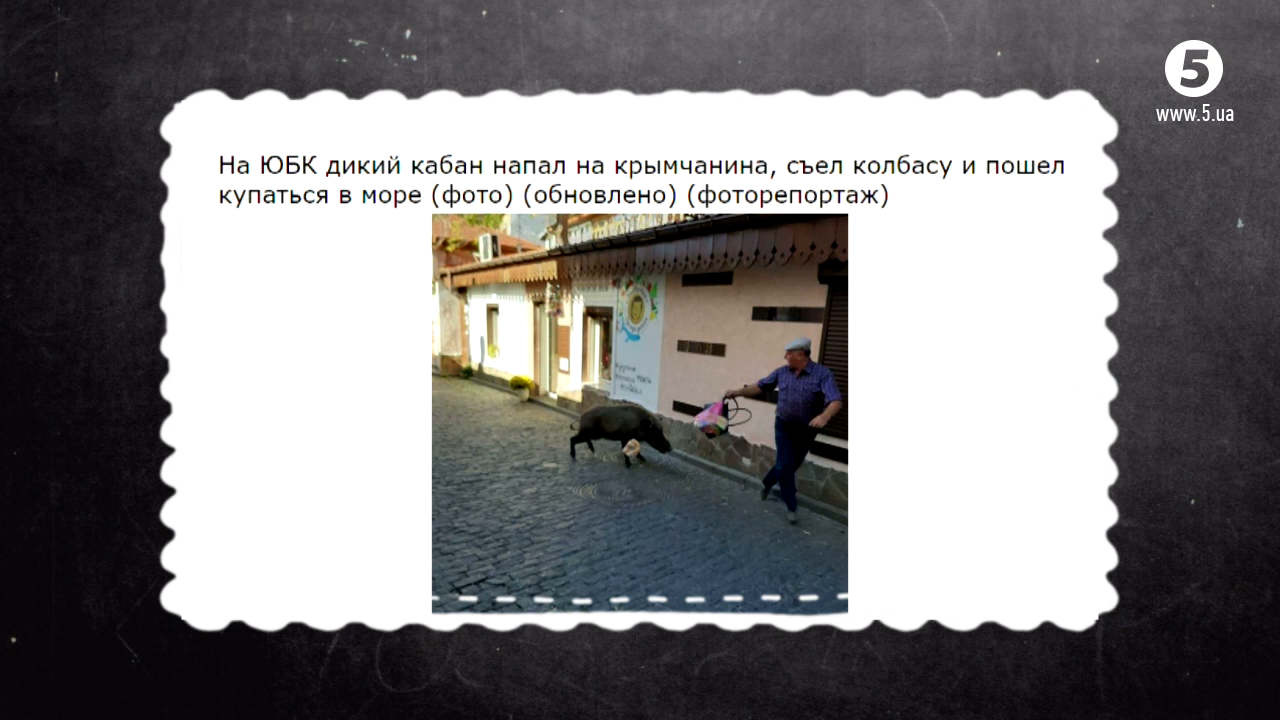 5
www.5.ua
На ЮБК дикий кабан напал на крымчанина, съел колбасу и пошел
купаться в море (фото) (обновлено) (фоторепортаж)